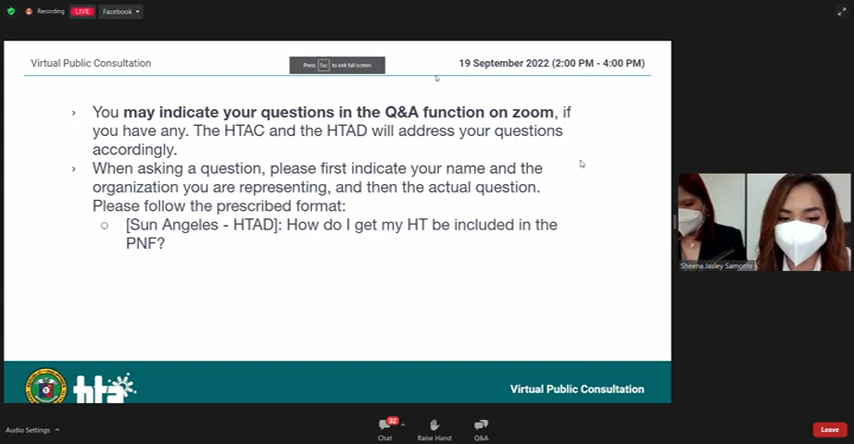 Recording
LIVE
Facebook
Virtual Public Consultation
Press Esc to exit full screen
19 September 2022 (2:00 PM - 4:00 PM)
› You may indicate your questions in the Q&A function on zoom, if
you have any. The HTAC and the HTAD will address your questions
accordingly.
› When asking a question, please first indicate your name and the
organization you are representing, and then the actual question.
Please follow the prescribed format:
○ [Sun Angeles - HTAD]: How do I get my HT be included in the
PNF?
Sheena Jasley Samonte
hta
Virtual Public Consultation
Audio Settings
32
Chat
Raise Hand
Q&A
Leave